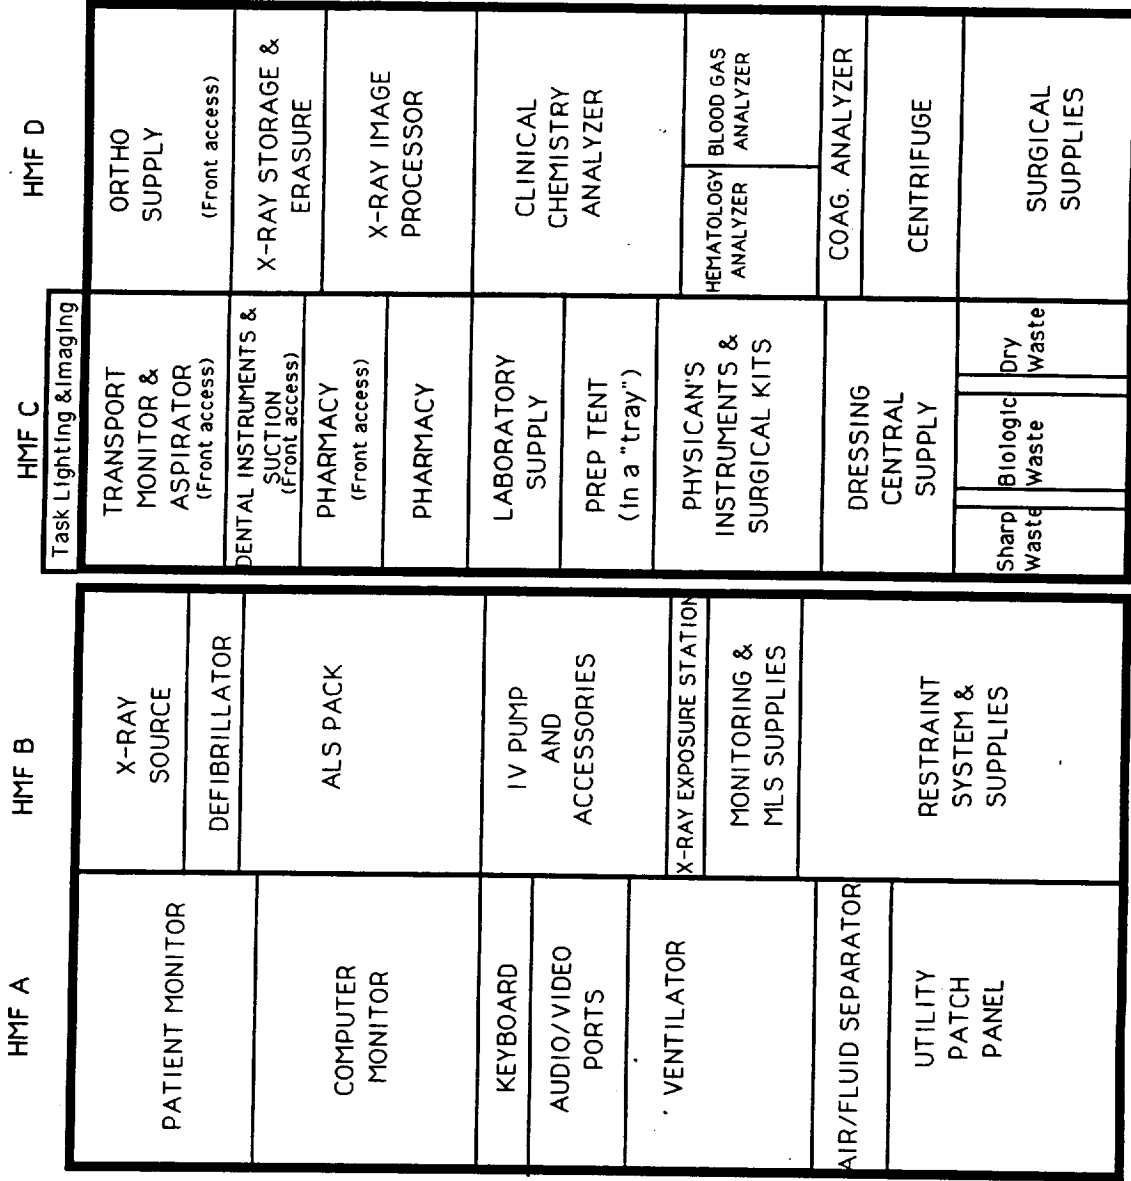 HMF A
PATIENT MONITOR
COMPUTER
MONITOR
KEYBOARD
AUDIO/VIDEO
PORTS
VENTILATOR
AIR/FLUID SEPARATOR
UTILITY
PATCH
PANEL
HMF B
X-RAY
SOURCE
DEFIBRILLATOR
ALS PACK
IV PUMP
AND
ACCESSORIES
X-RAY EXPOSURE STATION
MONITORING &
MLS SUPPLIES
RESTRAINT
SYSTEM &
SUPPLIES
HMF C
Task Lighting & Imaging
TRANSPORT
MONITOR &
ASPIRATOR
(Front access)
DENTAL INSTRUMENTS &
SUCTION
(Front access)
PHARMACY
(Front access)
PHARMACY
LABORATORY
SUPPLY
PREP TENT
(in a "tray")
PHYSICAN'S
INSTRUMENTS &
SURGICAL KITS
DRESSING
CENTRAL
SUPPLY
Sharp
Waste
Biologic
Waste
Dry
Waste
HMF D
ORTHO
SUPPLY
(Front access)
X-RAY STORAGE &
ERASURE
X-RAY IMAGE
PROCESSOR
CLINICAL
CHEMISTRY
ANALYZER
HEMATOLOGY
ANALYZER
BLOOD GAS
ANALYZER
COAG. ANALYZER
CENTRIFUGE
SURGICAL
SUPPLIES